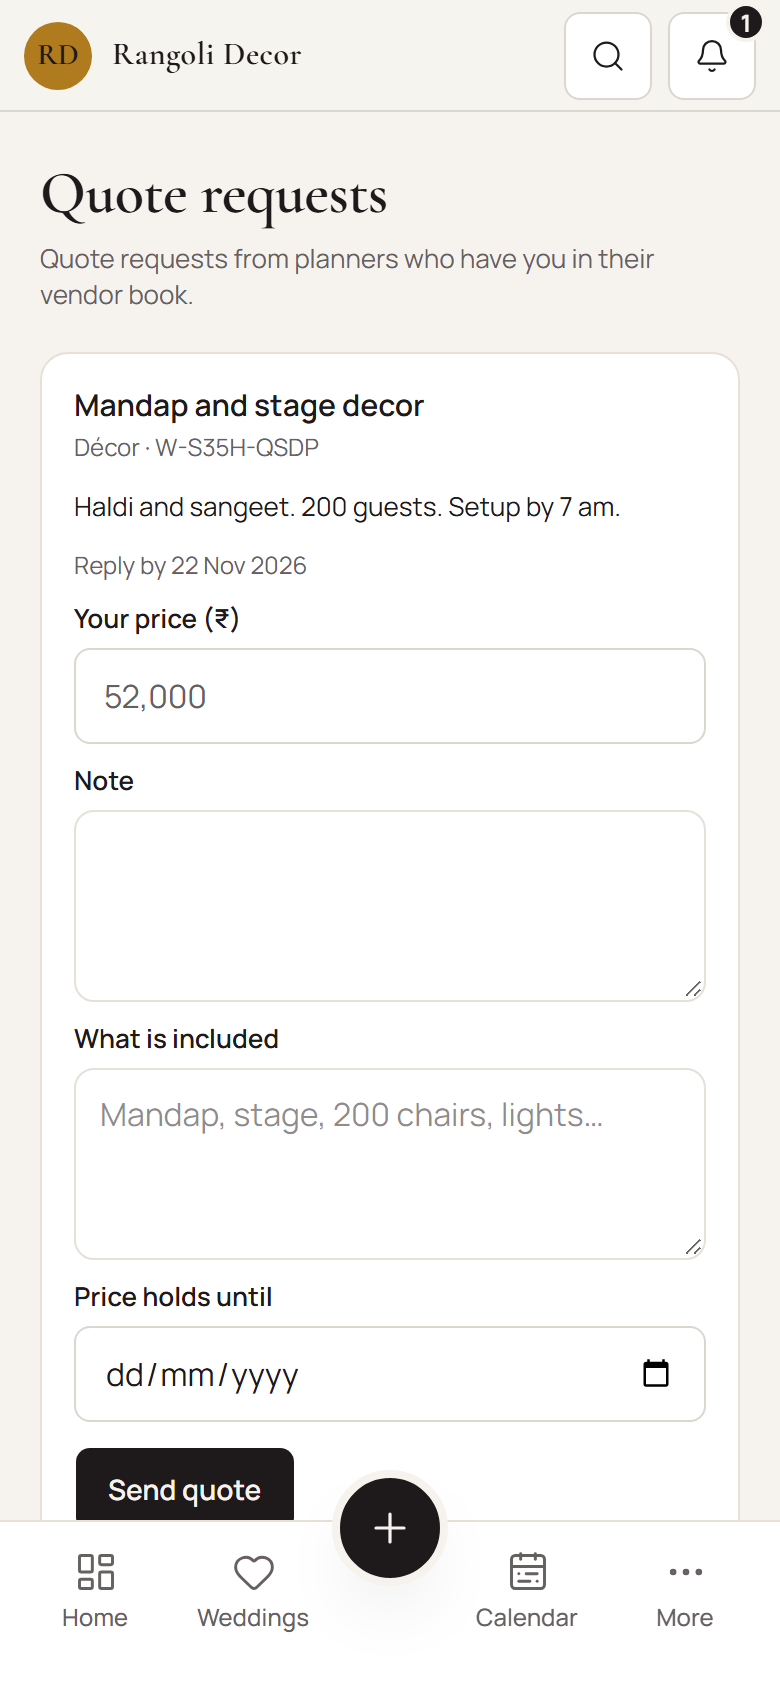 RD
Rangoli Decor
1
Quote requests
Quote requests from planners who have you in their
vendor book.
Mandap and stage decor
Décor · W-S35H-QSDP
Haldi and sangeet. 200 guests. Setup by 7 am.
Reply by 22 Nov 2026
Your price (₹)
52,000
Note
What is included
Mandap, stage, 200 chairs, lights...
Price holds until
dd/mm/yyyy
Send quote
Home
Weddings
Calendar
More